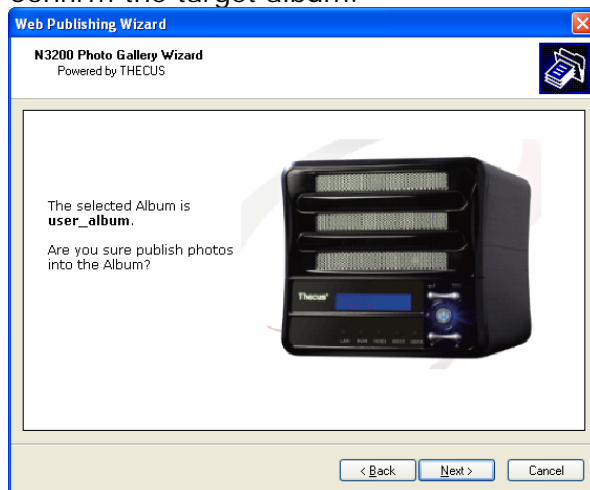 Confirm the target album.
Web Publishing Wizard
N3200 Photo Gallery Wizard
Powered by THECUS
The selected Album is
user_album.
Are you sure publish photos
into the Album?
Thecus
LAN
< Back
Next >
Cancel